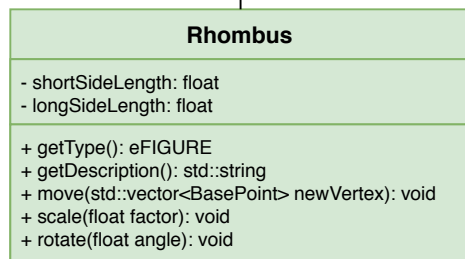 Rhombus
- shortSideLength: float
- longSideLength: float
+ getType(): eFIGURE
+ getDescription(): std::string
+ move(std::vector<BasePoint> newVertex): void
+ scale(float factor): void
+ rotate(float angle): void